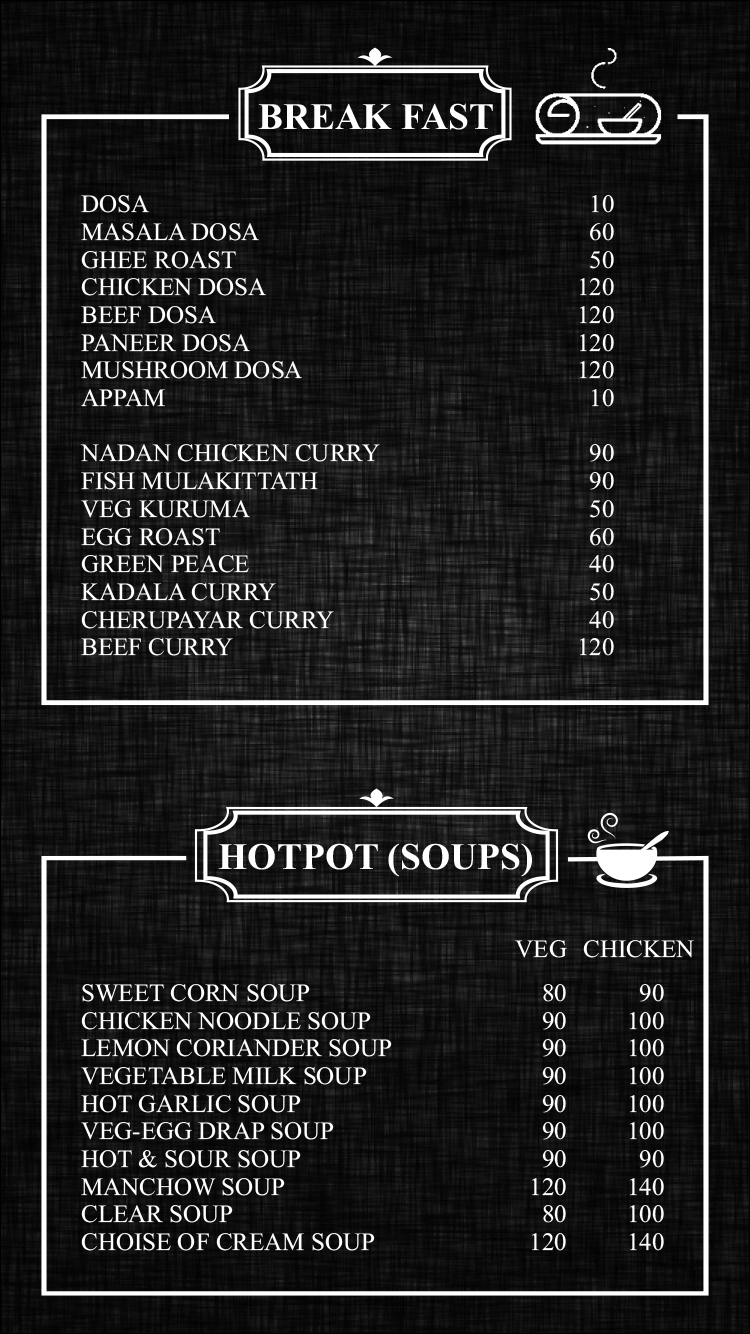 BREAK FAST
DOSA 10
MASALA DOSA 60
GHEE ROAST 50
CHICKEN DOSA 120
BEEF DOSA 120
PANEER DOSA 120
MUSHROOM DOSA 120
APPAM 10
NADAN CHICKEN CURRY 90
FISH MULAKITTATH 90
VEG KURUMA 50
EGG ROAST 60
GREEN PEACE 40
KADALA CURRY 50
CHERUPAYAR CURRY 40
BEEF CURRY 120
HOTPOT (SOUPS)
VEG CHICKEN
SWEET CORN SOUP 80 90
CHICKEN NOODLE SOUP 90 100
LEMON CORIANDER SOUP 90 100
VEGETABLE MILK SOUP 90 100
HOT GARLIC SOUP 90 100
VEG-EGG DRAP SOUP 90 100
HOT & SOUR SOUP 90 90
MANCHOW SOUP 120 140
CLEAR SOUP 80 100
CHOISE OF CREAM SOUP 120 140